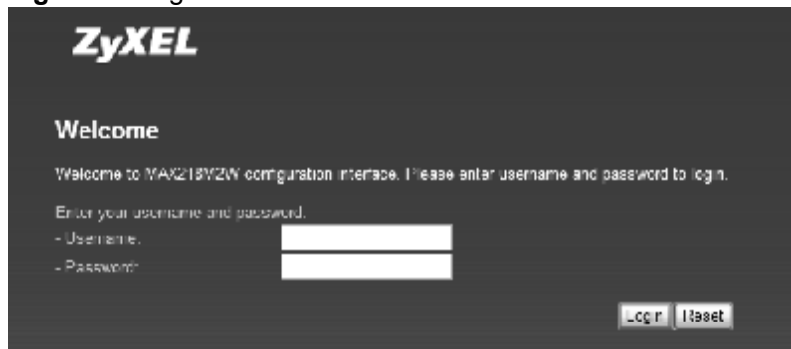 ZyXEL
Welcome
Welcome to MAX218M2W configuration interface. Please enter username and password to login.
Enter your username and password.
- Username:
- Password:
Login Reset